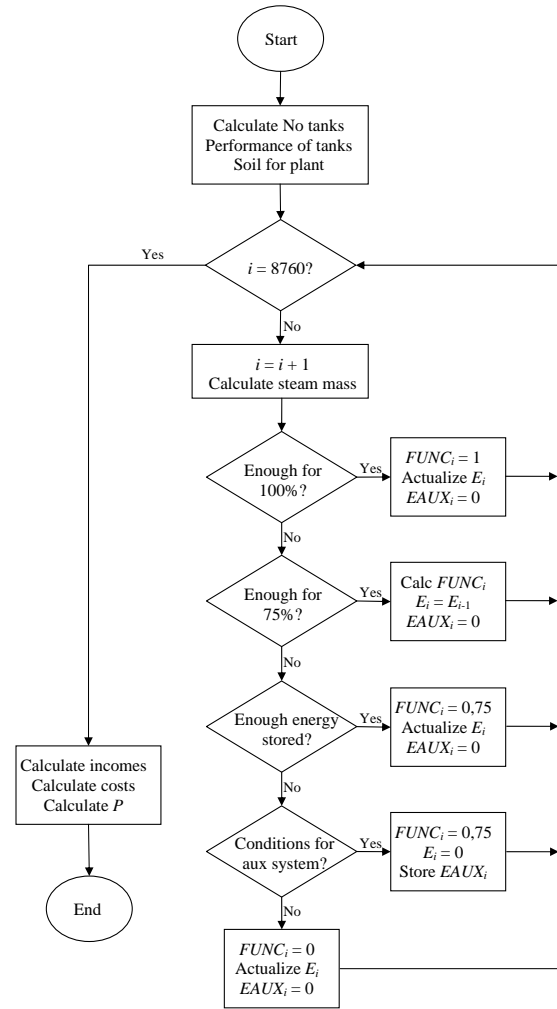 Start
Calculate No tanks
Performance of tanks
Soil for plant
Yes
i = 8760?
No
i = i + 1
Calculate steam mass
Enough for
100%?
Yes
FUNCᵢ = 1
Actualize Eᵢ
EAUXᵢ = 0
No
Enough for
75%?
Yes
Calc FUNCᵢ
Eᵢ = Eᵢ₋₁
EAUXᵢ = 0
No
Enough energy
stored?
Yes
FUNCᵢ = 0,75
Actualize Eᵢ
EAUXᵢ = 0
No
Calculate incomes
Calculate costs
Calculate P
Conditions for
aux system?
Yes
FUNCᵢ = 0,75
Eᵢ = 0
Store EAUXᵢ
End
No
FUNCᵢ = 0
Actualize Eᵢ
EAUXᵢ = 0